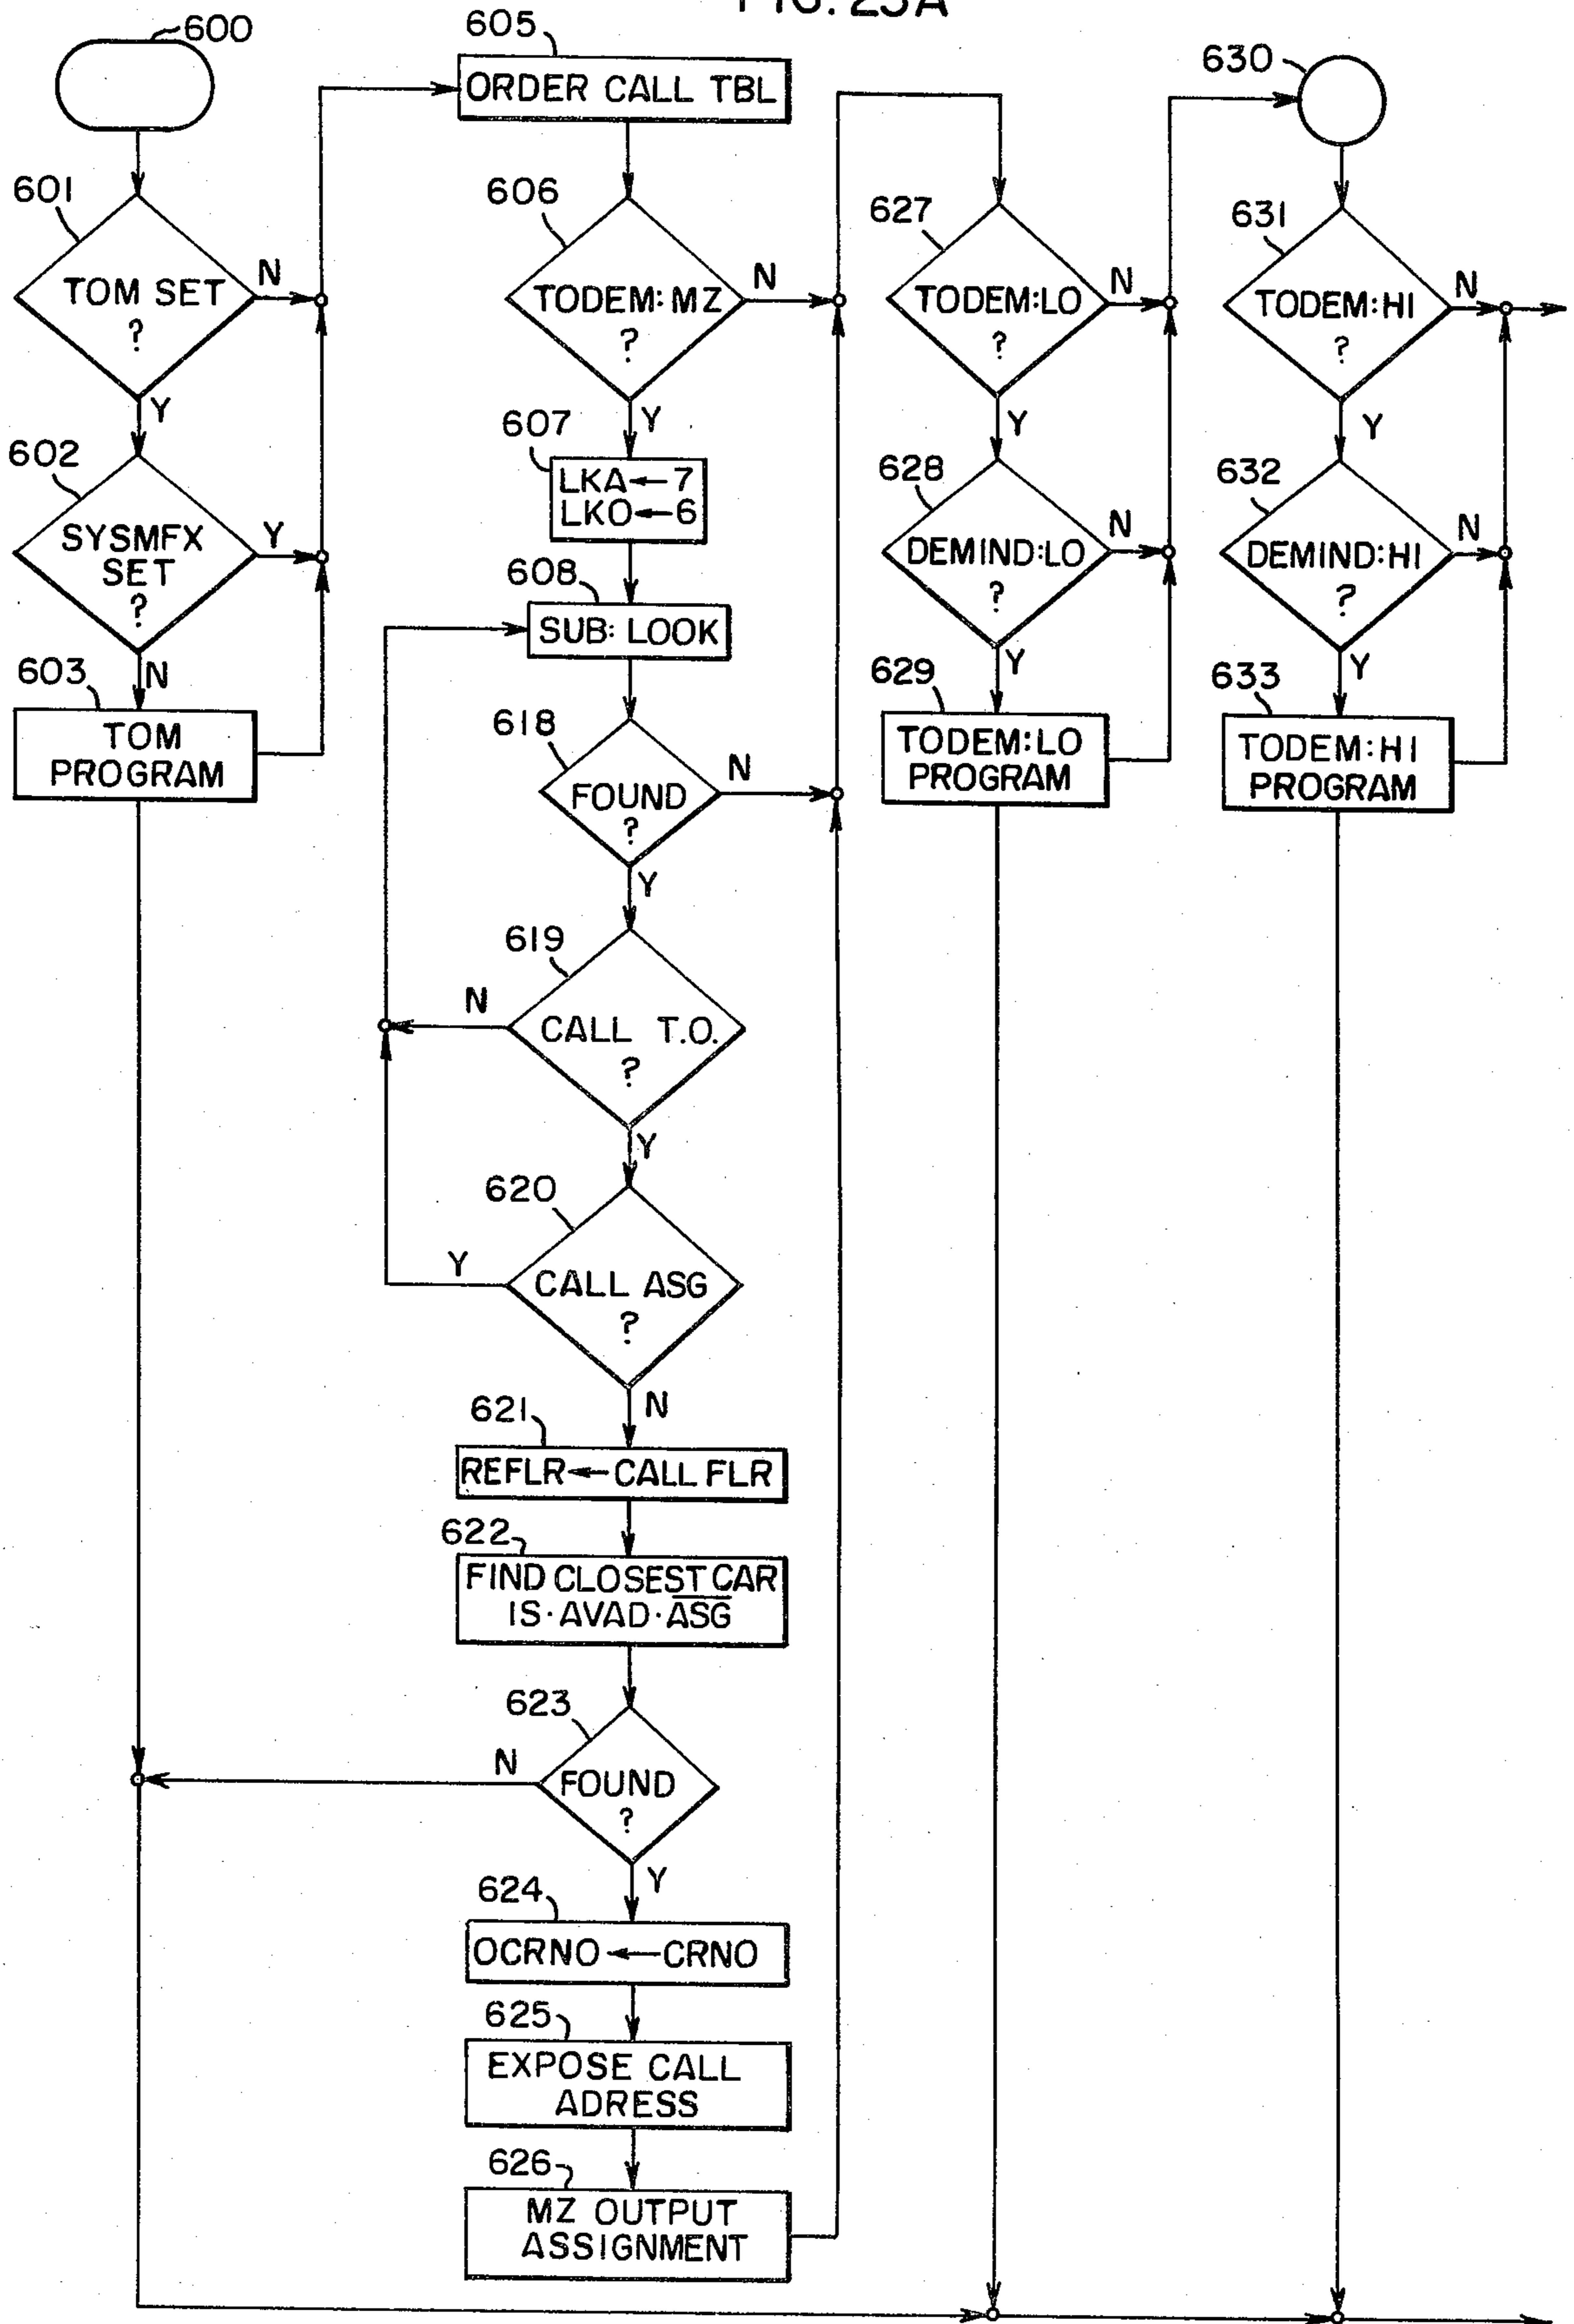 FIG. 23A
600
601
TOM SET
?
N
Y
602
SYSMFX
SET
?
Y
N
603
TOM
PROGRAM
605
ORDER CALL TBL
606
TODEM: MZ
?
N
Y
607
LKA←7
LKO←6
608
SUB: LOOK
618
FOUND
?
N
Y
619
CALL T.O.
?
N
Y
620
CALL ASG
?
Y
N
621
REFLR←CALL FLR
622
FIND CLOSEST CAR
IS·AVAD·A̅S̅G̅
623
FOUND
?
N
Y
624
OCRNO←CRNO
625
EXPOSE CALL
ADRESS
626
MZ OUTPUT
ASSIGNMENT
627
TODEM:LO
?
N
Y
628
DEMIND:LO
?
N
Y
629
TODEM:LO
PROGRAM
630
631
TODEM:HI
?
N
Y
632
DEMIND:HI
?
N
Y
633
TODEM:HI
PROGRAM